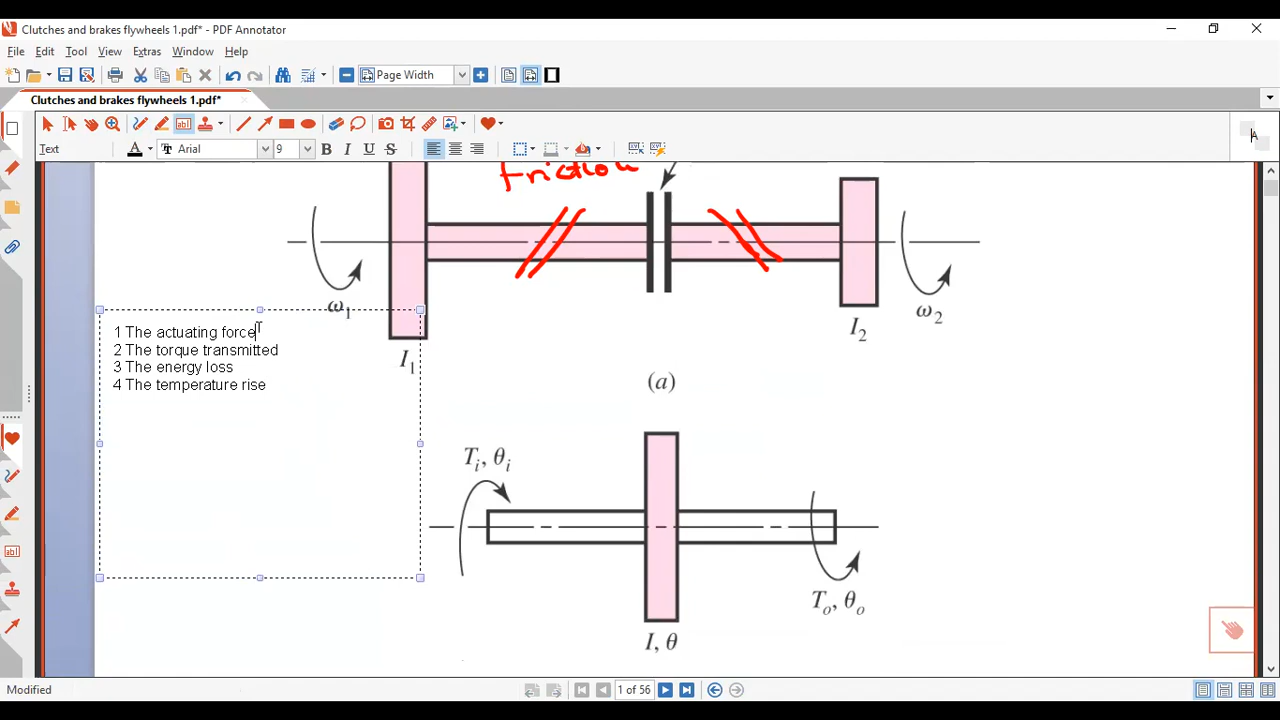 Clutches and brakes flywheels 1.pdf* - PDF Annotator
File Edit Tool View Extras Window Help
Page Width
Clutches and brakes flywheels 1.pdf*
Text A Arial 9 B I U S
A
friction
ω1
1 The actuating force
2 The torque transmitted
3 The energy loss
4 The temperature rise
I1
ω2
I2
(a)
Ti, θi
To, θo
I, θ
Modified
1 of 56